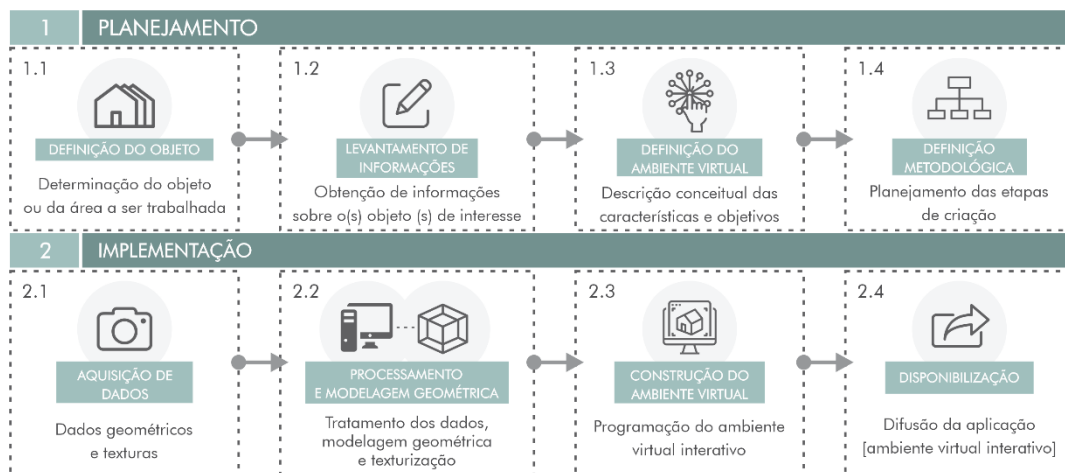 1 PLANEJAMENTO
1.1
DEFINIÇÃO DO OBJETO
Determinação do objeto
ou da área a ser trabalhada
1.2
LEVANTAMENTO DE
INFORMAÇÕES
Obtenção de informações
sobre o(s) objeto (s) de interesse
1.3
DEFINIÇÃO DO
AMBIENTE VIRTUAL
Descrição conceitual das
características e objetivos
1.4
DEFINIÇÃO
METODOLÓGICA
Planejamento das etapas
de criação
2 IMPLEMENTAÇÃO
2.1
AQUISIÇÃO DE
DADOS
Dados geométricos
e texturas
2.2
PROCESSAMENTO
E MODELAGEM GEOMÉTRICA
Tratamento dos dados,
modelagem geométrica
e texturização
2.3
CONSTRUÇÃO DO
AMBIENTE VIRTUAL
Programação do ambiente
virtual interativo
2.4
DISPONIBILIZAÇÃO
Difusão da aplicação
[ambiente virtual interativo]